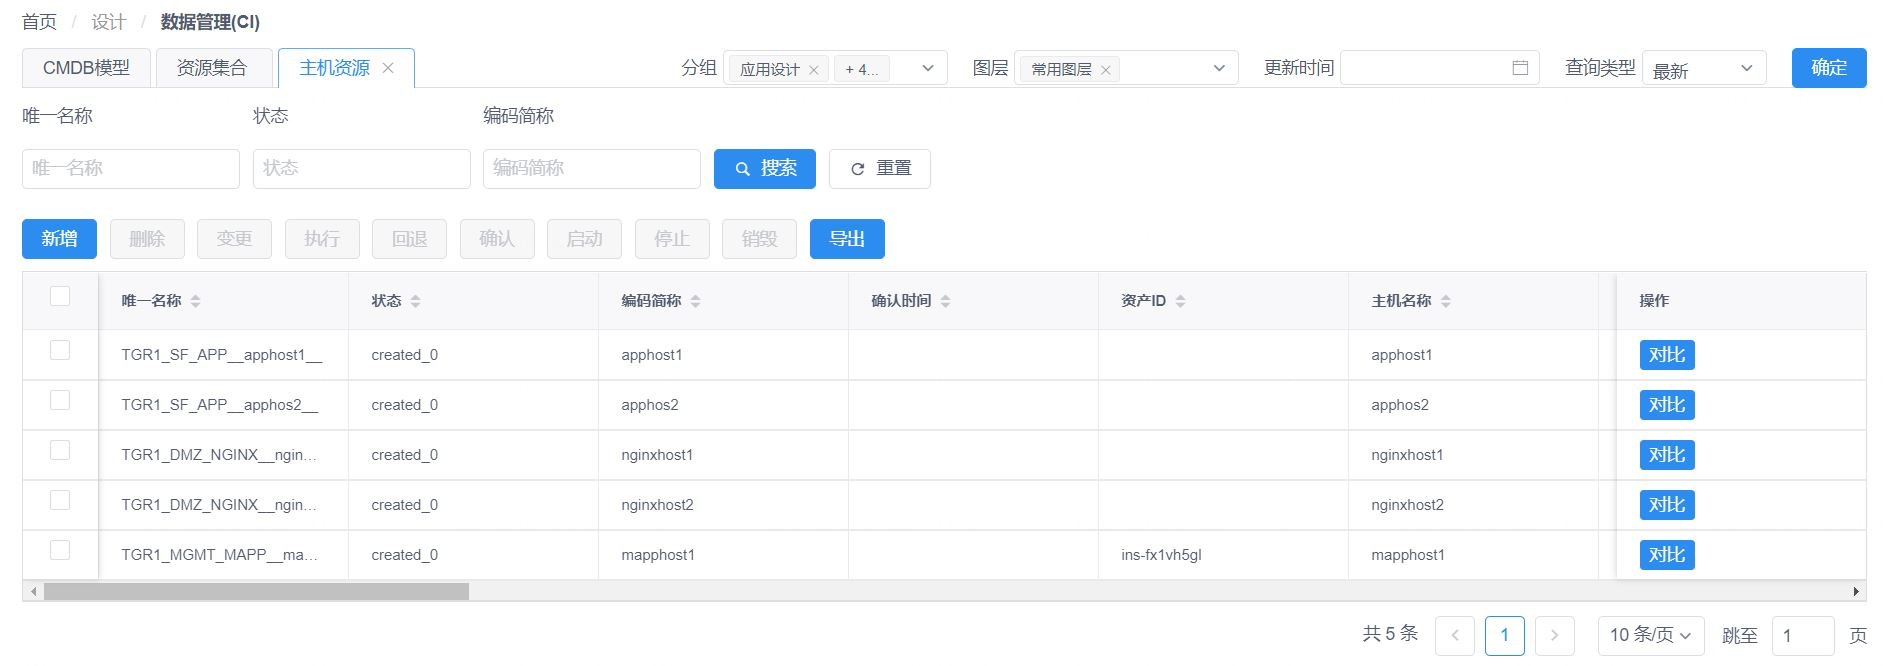 首页 / 设计 / 数据管理(CI)
CMDB模型 资源集合 主机资源 分组 应用设计 + 4... 图层 常用图层 更新时间 查询类型 最新 确定
唯一名称 状态 编码简称
唯一名称 状态 编码简称 搜索 重置
新增 删除 变更 执行 回退 确认 启动 停止 销毁 导出
唯一名称 状态 编码简称 确认时间 资产ID 主机名称 操作
TGR1_SF_APP__apphost1__ created_0 apphost1 apphost1 对比
TGR1_SF_APP__apphos2__ created_0 apphos2 apphos2 对比
TGR1_DMZ_NGINX__ngin... created_0 nginxhost1 nginxhost1 对比
TGR1_DMZ_NGINX__ngin... created_0 nginxhost2 nginxhost2 对比
TGR1_MGMT_MAPP__ma... created_0 mapphost1 ins-fx1vh5gl mapphost1 对比
共 5 条 1 10 条/页 跳至 1 页